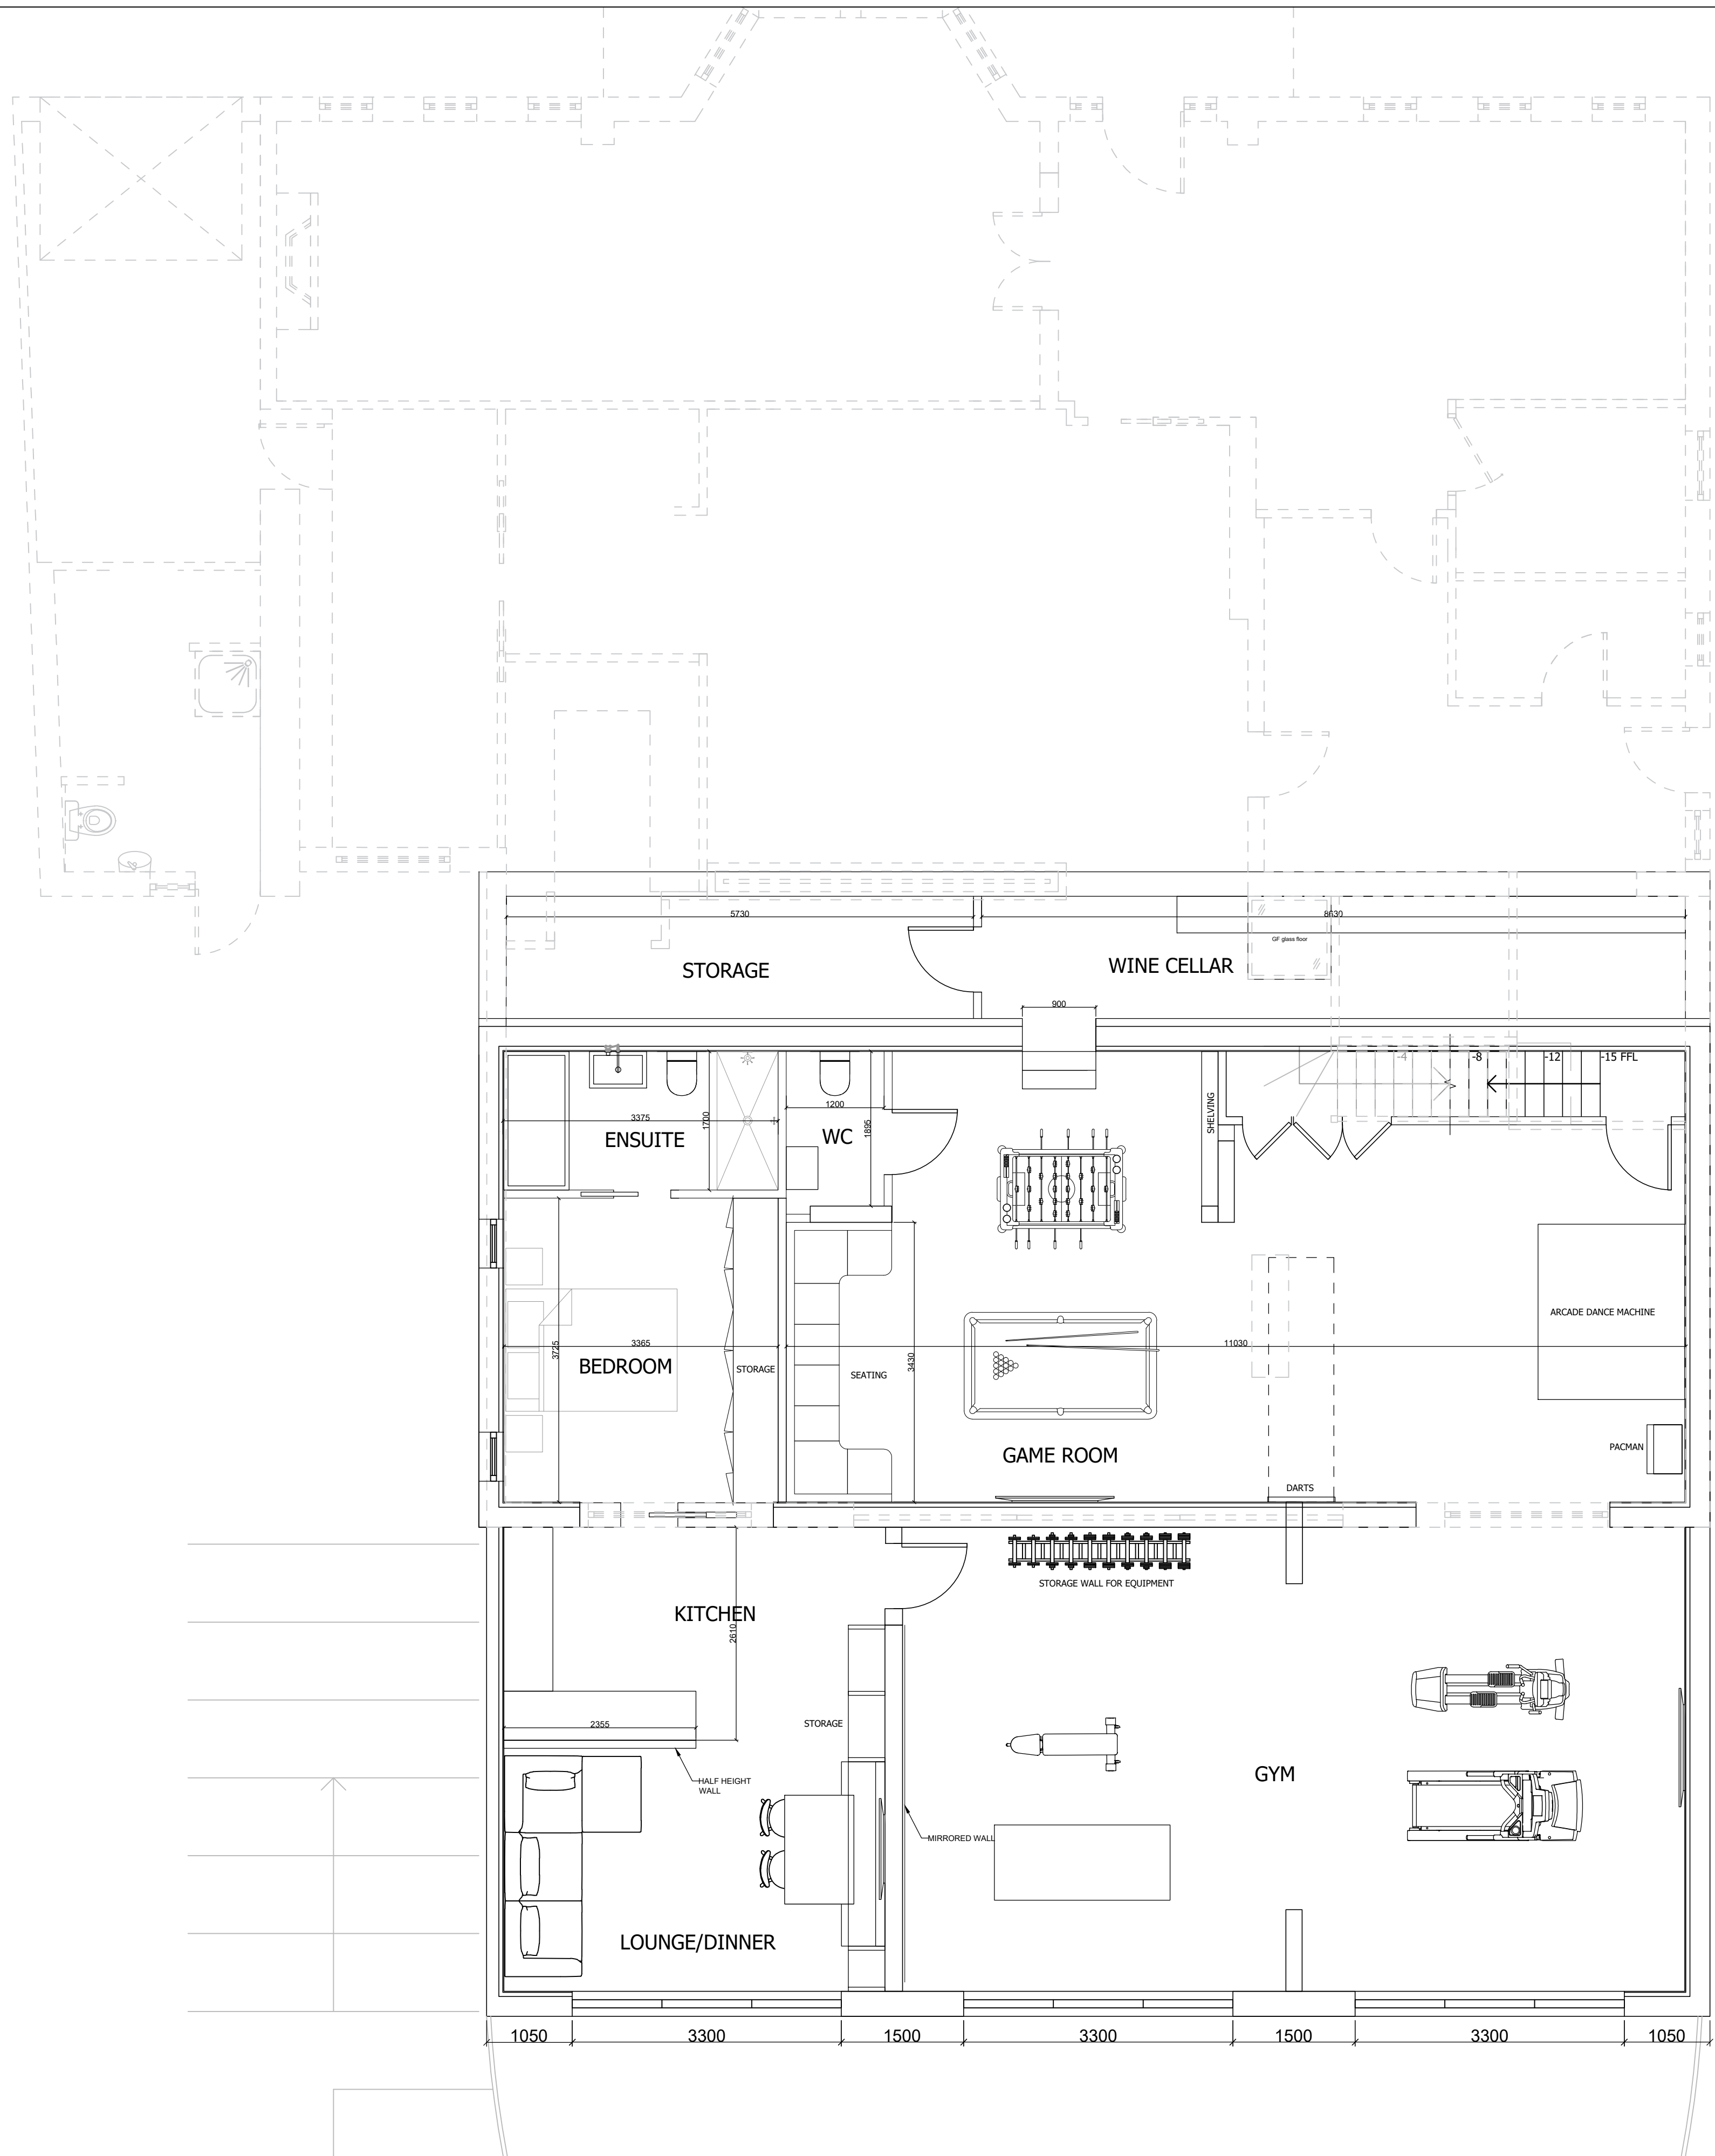 5730
8630
GF glass floor
STORAGE
WINE CELLAR
900
-4
-8
-12
-15 FFL
3375
1700
1200
1895
ENSUITE
WC
SHELVING
ARCADE DANCE MACHINE
3725
3365
3430
11030
BEDROOM
STORAGE
SEATING
GAME ROOM
PACMAN
DARTS
STORAGE WALL FOR EQUIPMENT
KITCHEN
2610
2355
STORAGE
HALF HEIGHT
WALL
GYM
MIRRORED WALL
LOUNGE/DINNER
1050
3300
1500
3300
1500
3300
1050